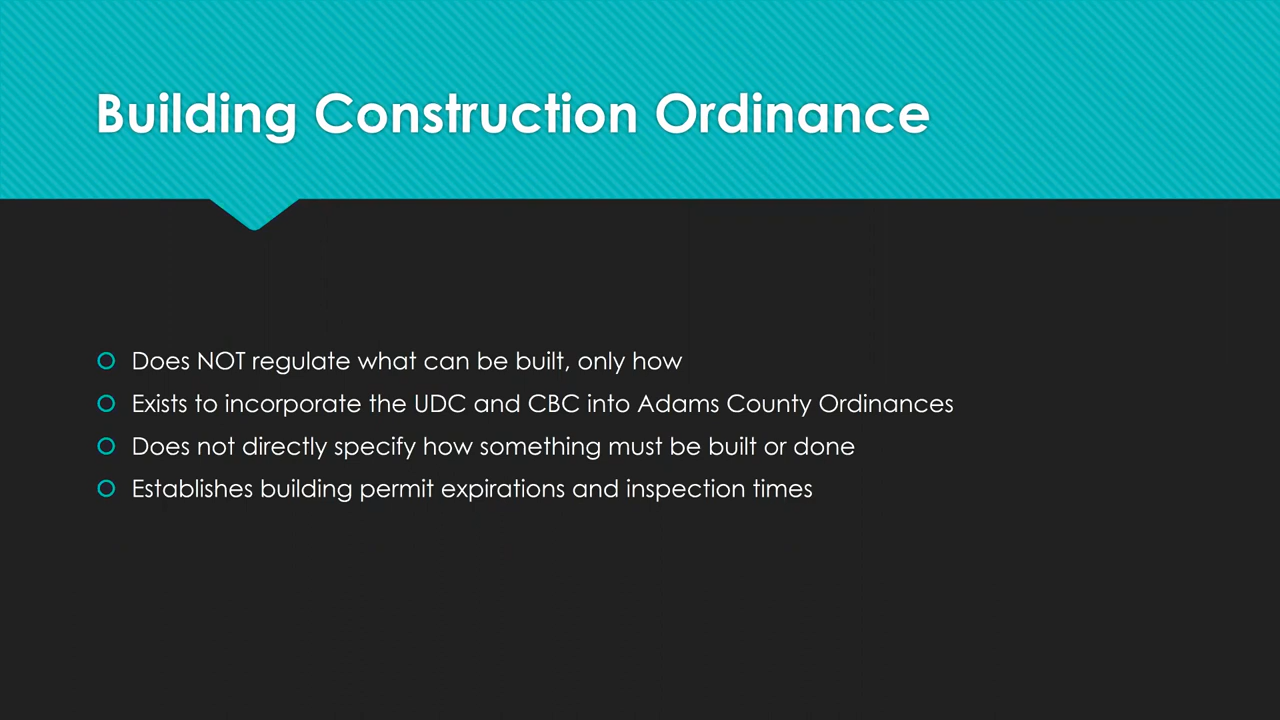 Building Construction Ordinance
Does NOT regulate what can be built, only how
Exists to incorporate the UDC and CBC into Adams County Ordinances
Does not directly specify how something must be built or done
Establishes building permit expirations and inspection times